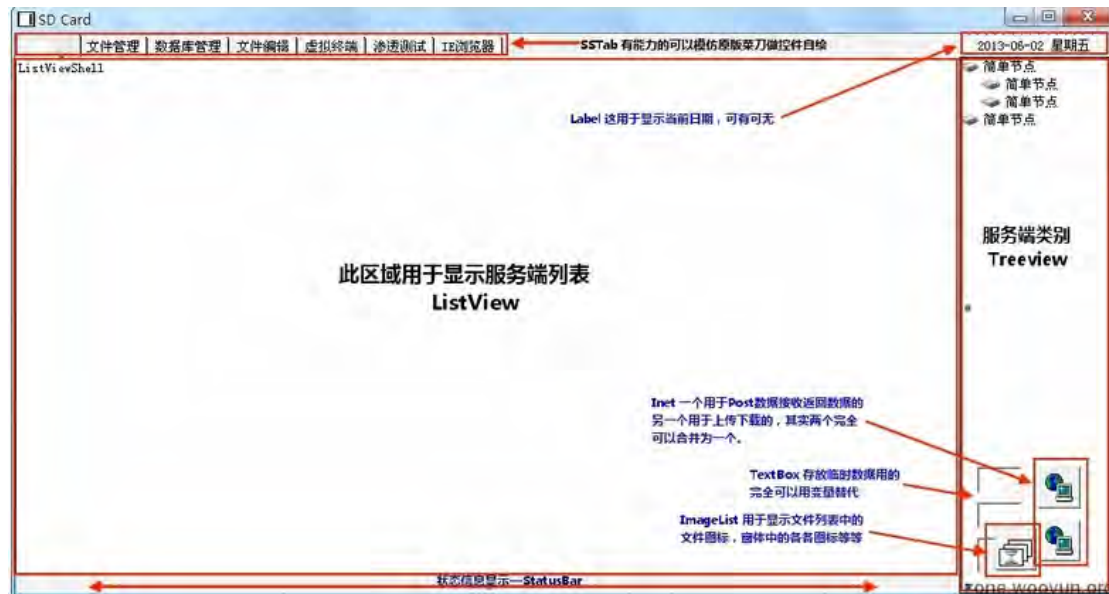 SD Card
文件管理 数据库管理 文件编辑 虚拟终端 渗透测试 IE浏览器
SSTab 有能力的可以模仿原版菜刀做控件自绘
2013-06-02 星期五
ListViewShell
简单节点
简单节点
简单节点
简单节点
Label 这用于显示当前日期，可有可无
此区域用于显示服务端列表
ListView
服务端类别
Treeview
Inet 一个用于Post数据接收返回数据的
另一个用于上传下载的，其实两个完全
可以合并为一个。
TextBox 存放临时数据用的
完全可以用变量替代
ImageList 用于显示文件列表中的
文件图标，窗体中的各各图标等等
状态信息显示—StatusBar
zone.wooyun.org